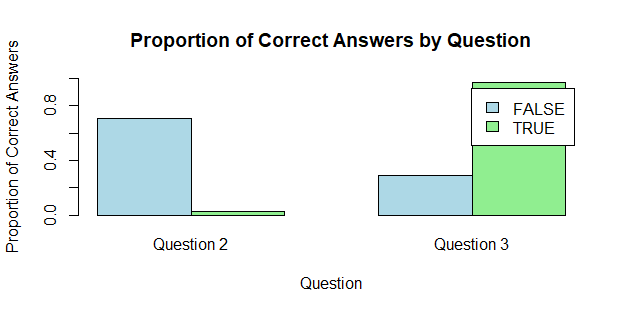 Proportion of Correct Answers by Question
Proportion of Correct Answers
0.8
0.4
0.0
FALSE
TRUE
Question 2
Question 3
Question